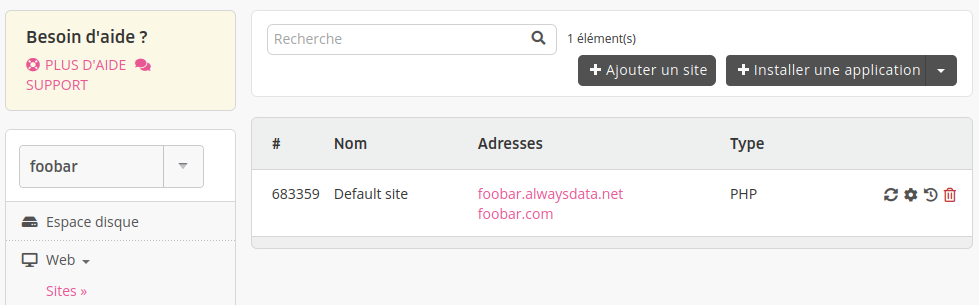 Besoin d'aide ?
PLUS D'AIDE
SUPPORT
foobar
Espace disque
Web
Sites »
Recherche
1 élément(s)
Ajouter un site
Installer une application
# Nom Adresses Type
683359 Default site foobar.alwaysdata.net PHP
foobar.com